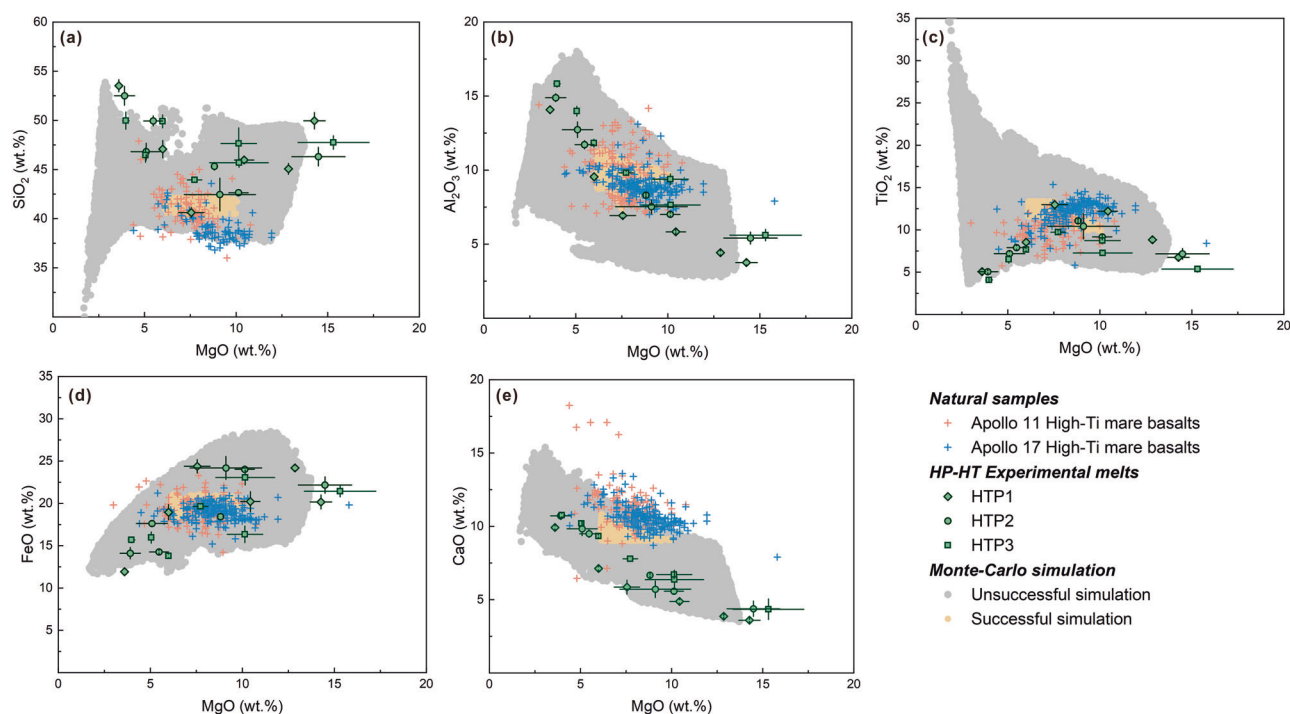 (a)
60
55
50
45
40
35
0
5
10
15
20
SiO₂ (wt.%)
MgO (wt.%)
(b)
20
15
10
5
0
5
10
15
20
Al₂O₃ (wt.%)
MgO (wt.%)
(c)
35
30
25
20
15
10
5
0
5
10
15
20
TiO₂ (wt.%)
MgO (wt.%)
(d)
35
30
25
20
15
10
5
0
5
10
15
20
FeO (wt.%)
MgO (wt.%)
(e)
20
15
10
5
0
5
10
15
20
CaO (wt.%)
MgO (wt.%)
Natural samples
Apollo 11 High-Ti mare basalts
Apollo 17 High-Ti mare basalts
HP-HT Experimental melts
HTP1
HTP2
HTP3
Monte-Carlo simulation
Unsuccessful simulation
Successful simulation